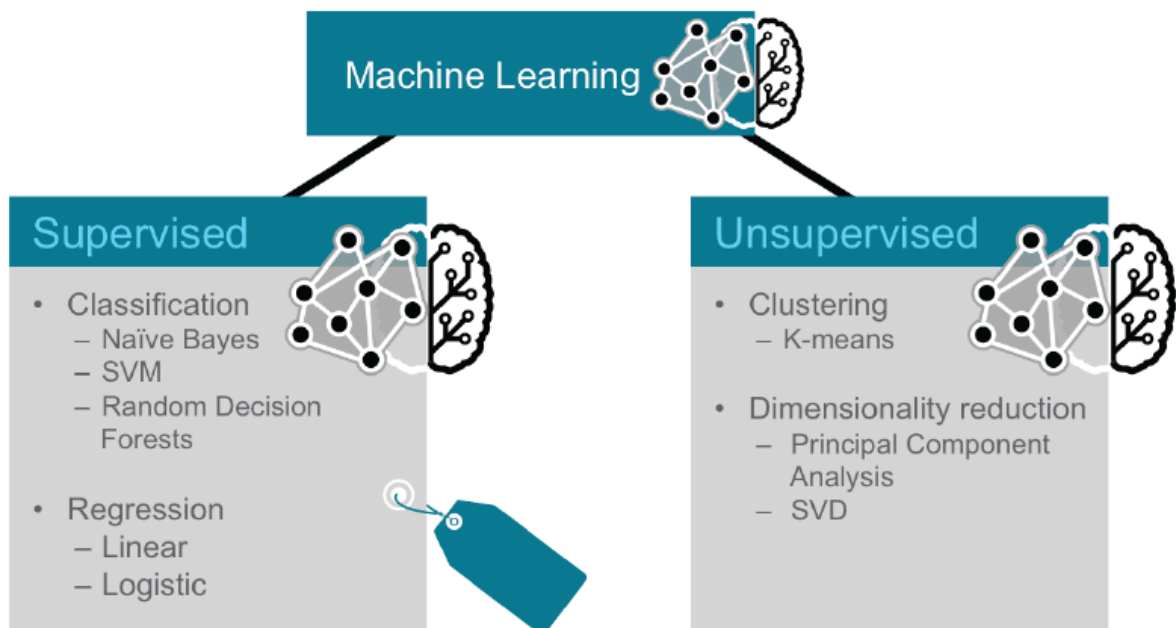 Machine Learning
Supervised
• Classification
– Naïve Bayes
– SVM
– Random Decision
Forests
• Regression
– Linear
– Logistic
Unsupervised
• Clustering
– K-means
• Dimensionality reduction
– Principal Component
Analysis
– SVD